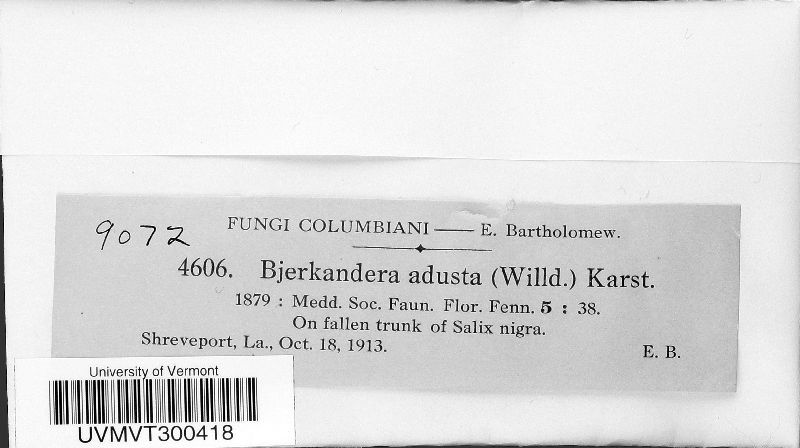 9072
FUNGI COLUMBIANI — E. Bartholomew.
4606. Bjerkandera adusta (Willd.) Karst.
1879 : Medd. Soc. Faun. Flor. Fenn. 5 : 38.
On fallen trunk of Salix nigra.
Shreveport, La., Oct. 18, 1913.
E. B.
University of Vermont
UVMVT300418